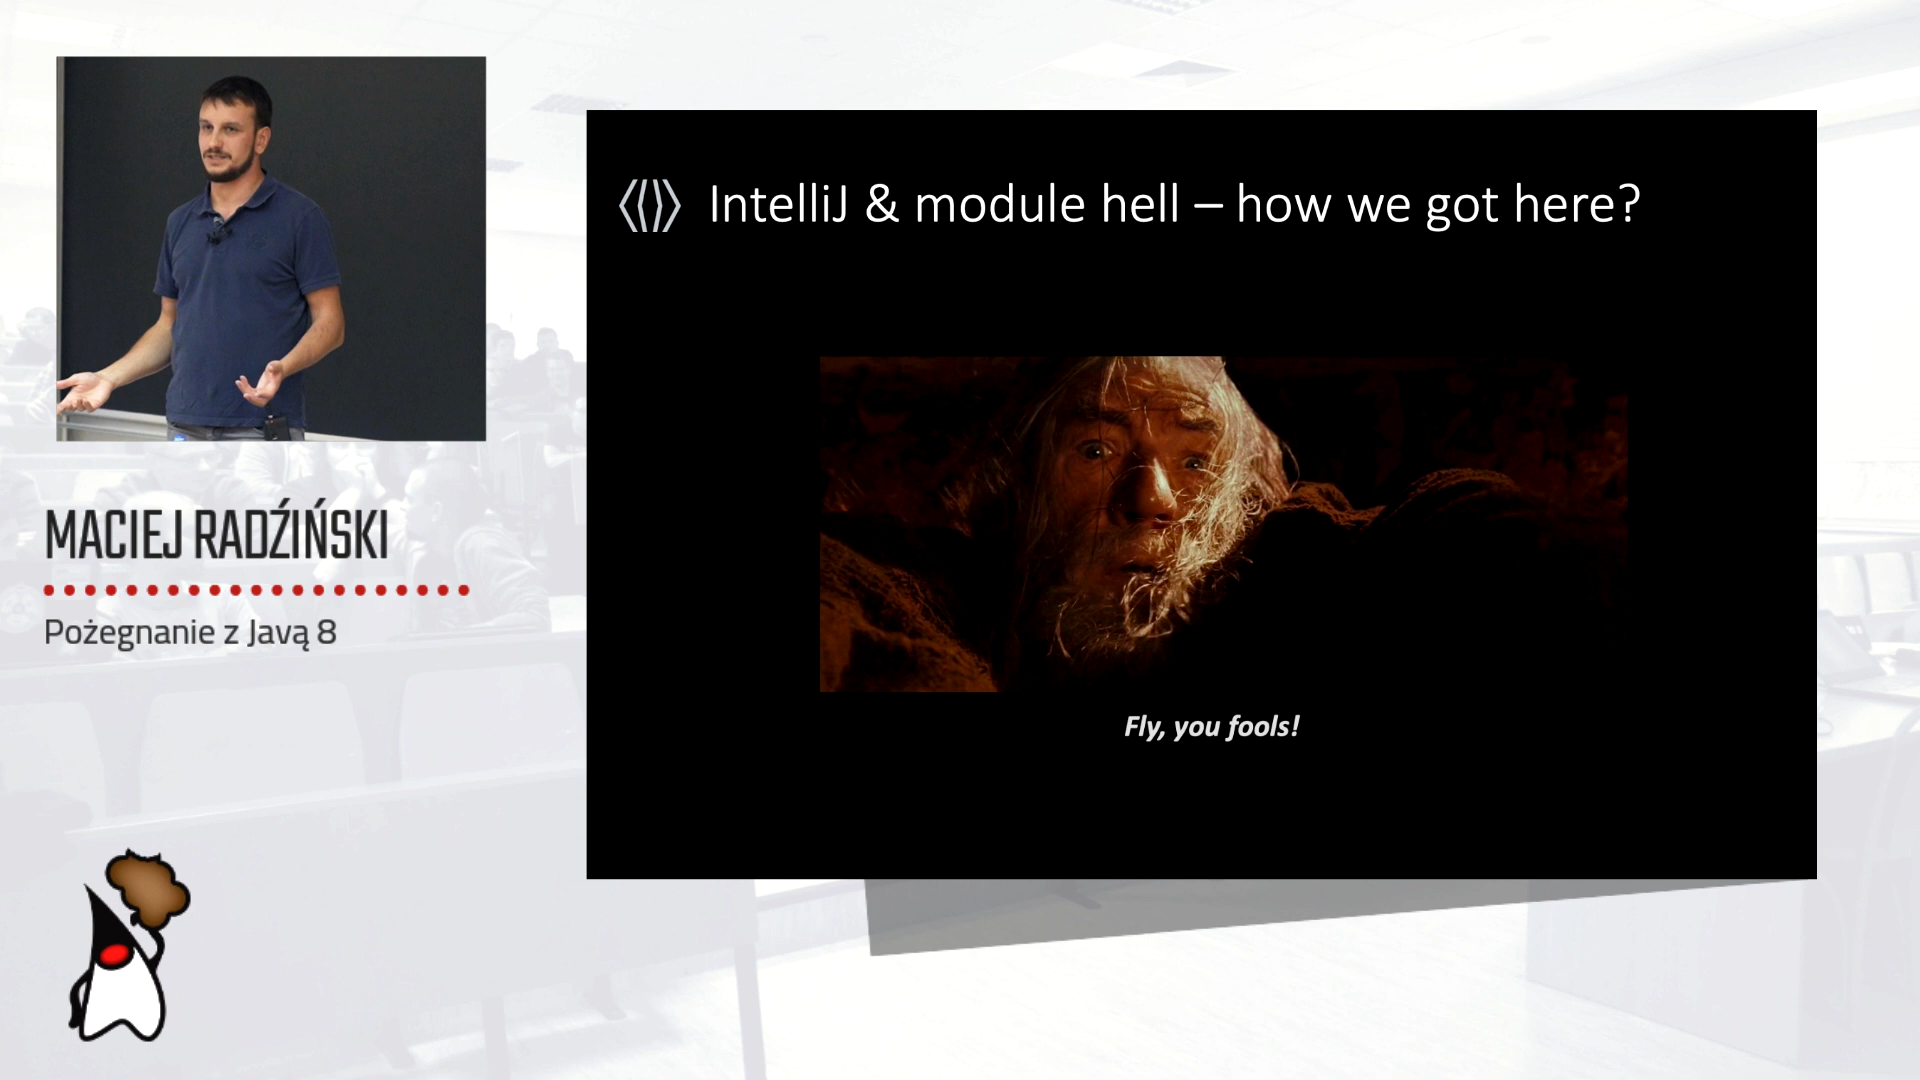 IntelliJ & module hell – how we got here?
Fly, you fools!
MACIEJ RADŹIŃSKI
Pożegnanie z Javą 8